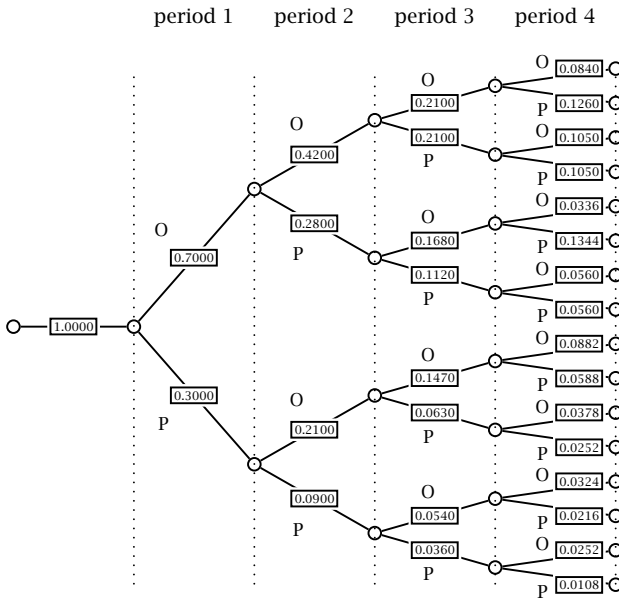 period 1 period 2 period 3 period 4
O 0.0840
O
0.2100 P 0.1260
O
0.4200 0.2100 O 0.1050
P
P 0.1050
O 0.0336
0.2800 O
O 0.1680 P 0.1344
P
0.7000 0.1120 O 0.0560
P
P 0.0560
1.0000
O 0.0882
O
0.1470 P 0.0588
0.3000 O
P 0.2100 0.0630 O 0.0378
P
P 0.0252
O 0.0324
0.0900 O
0.0540 P 0.0216
P
0.0360 O 0.0252
P
P 0.0108